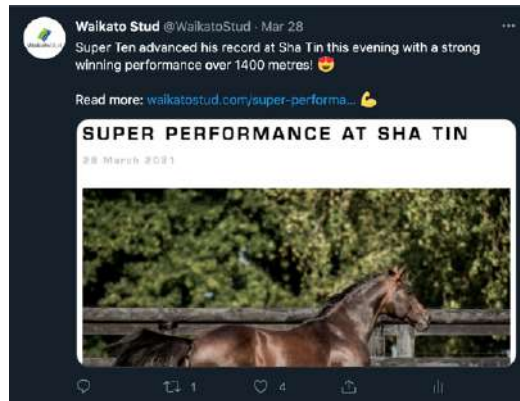 Waikato Stud @WaikatoStud · Mar 28
Super Ten advanced his record at Sha Tin this evening with a strong
winning performance over 1400 metres! 😍
Read more: waikatostud.com/super-performa... 💪
SUPER PERFORMANCE AT SHA TIN
28 March 2021
1
4